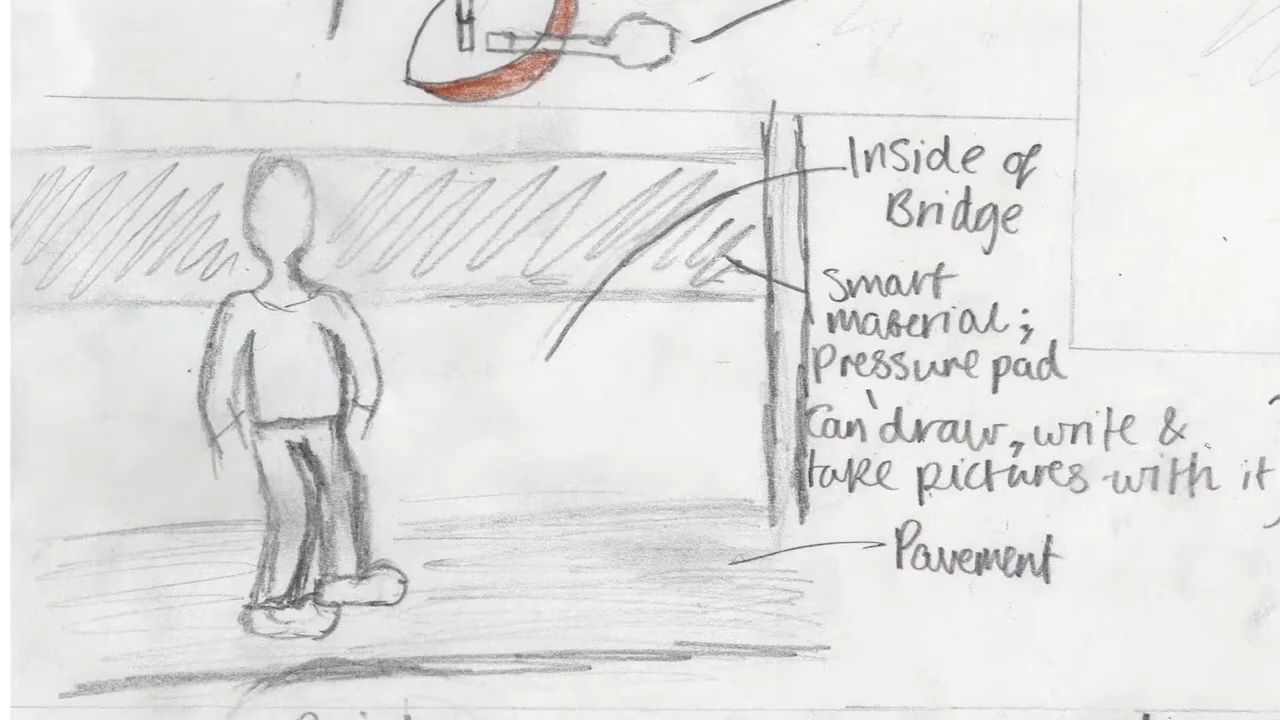 Inside of
Bridge
Smart
material;
Pressure pad
Can draw, write &
take pictures with it
Pavement